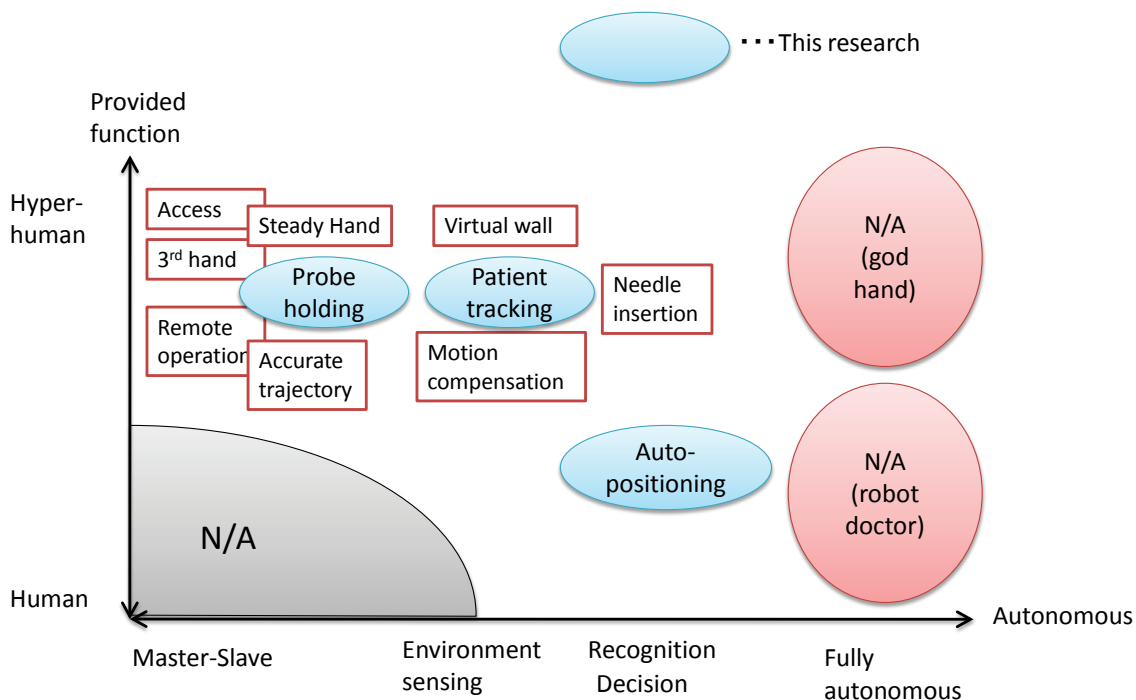 ···This research
Provided
function
Hyper-
human
Access
Steady Hand
Virtual wall
3rd hand
Probe
holding
Patient
tracking
Needle
insertion
N/A
(god
hand)
Remote
operation
Accurate
trajectory
Motion
compensation
Auto-
positioning
N/A
(robot
doctor)
N/A
Human
Autonomous
Master-Slave
Environment
sensing
Recognition
Decision
Fully
autonomous